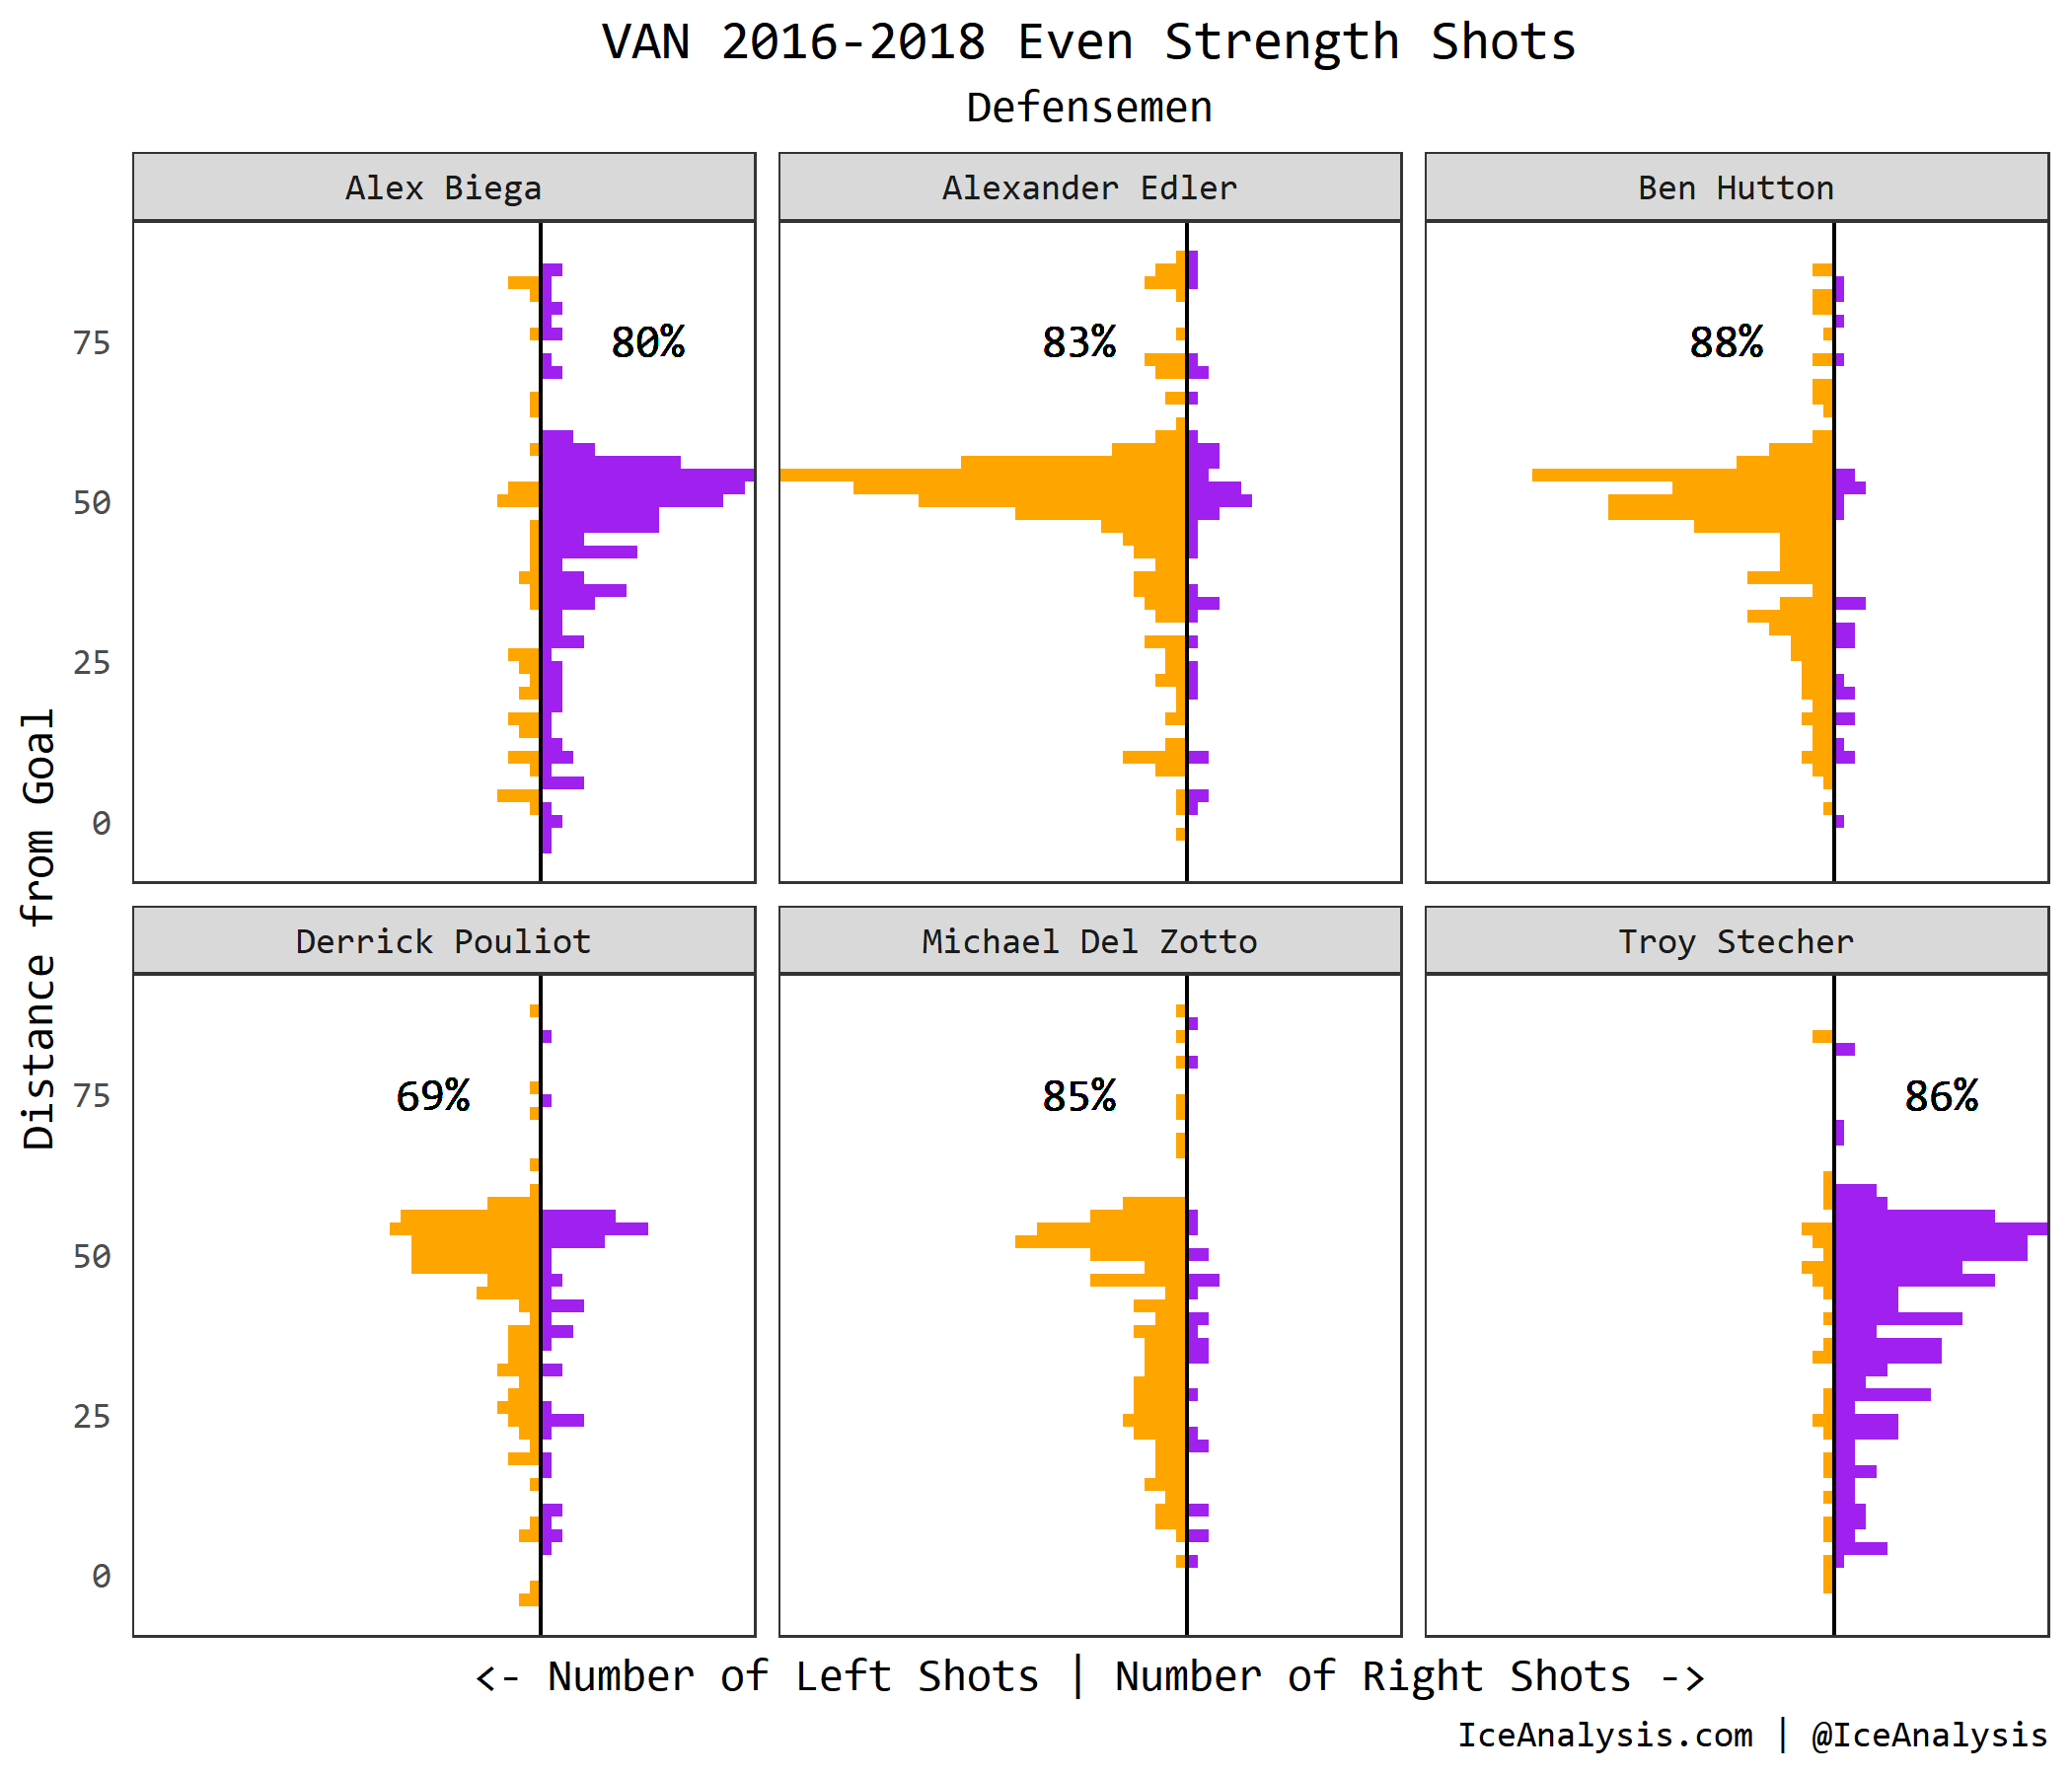 VAN 2016-2018 Even Strength Shots
Defensemen
Alex Biega
Alexander Edler
Ben Hutton
80%
83%
88%
75
50
25
0
Derrick Pouliot
Michael Del Zotto
Troy Stecher
69%
85%
86%
75
50
25
0
Distance from Goal
<- Number of Left Shots | Number of Right Shots ->
IceAnalysis.com | @IceAnalysis